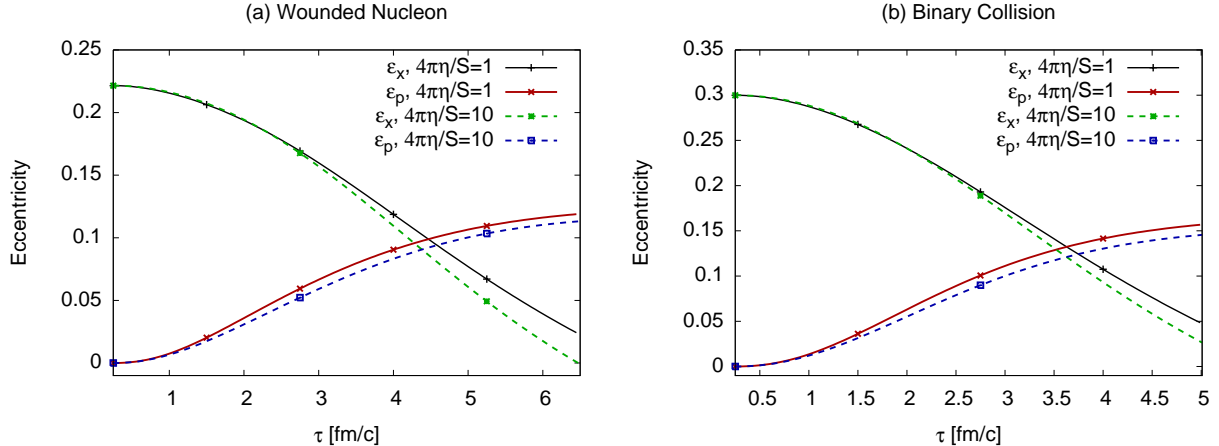 (a) Wounded Nucleon
0.25
0.2
0.15
0.1
0.05
0
Eccentricity
εx, 4πη/S=1
εp, 4πη/S=1
εx, 4πη/S=10
εp, 4πη/S=10
1 2 3 4 5 6
τ [fm/c]
(b) Binary Collision
0.35
0.3
0.25
0.2
0.15
0.1
0.05
0
Eccentricity
εx, 4πη/S=1
εp, 4πη/S=1
εx, 4πη/S=10
εp, 4πη/S=10
0.5 1 1.5 2 2.5 3 3.5 4 4.5 5
τ [fm/c]